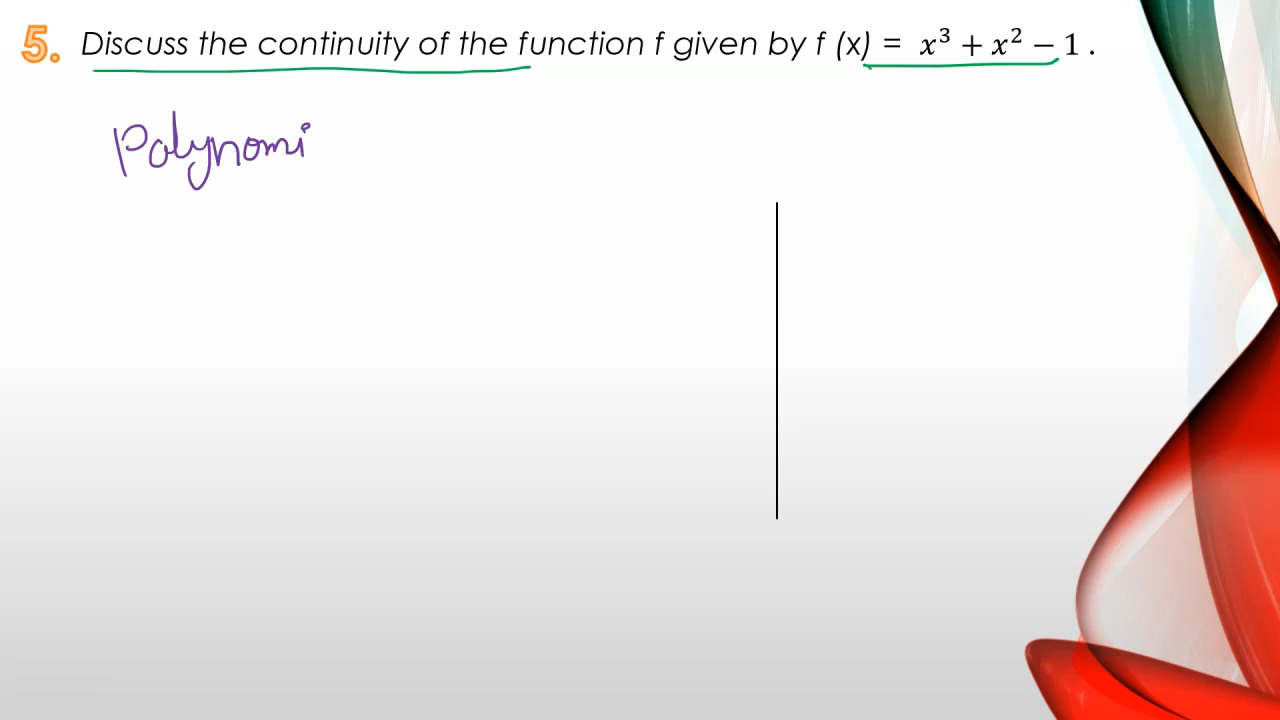 5. Discuss the continuity of the function f given by f (x) = x³ + x² − 1 .
Polynomi